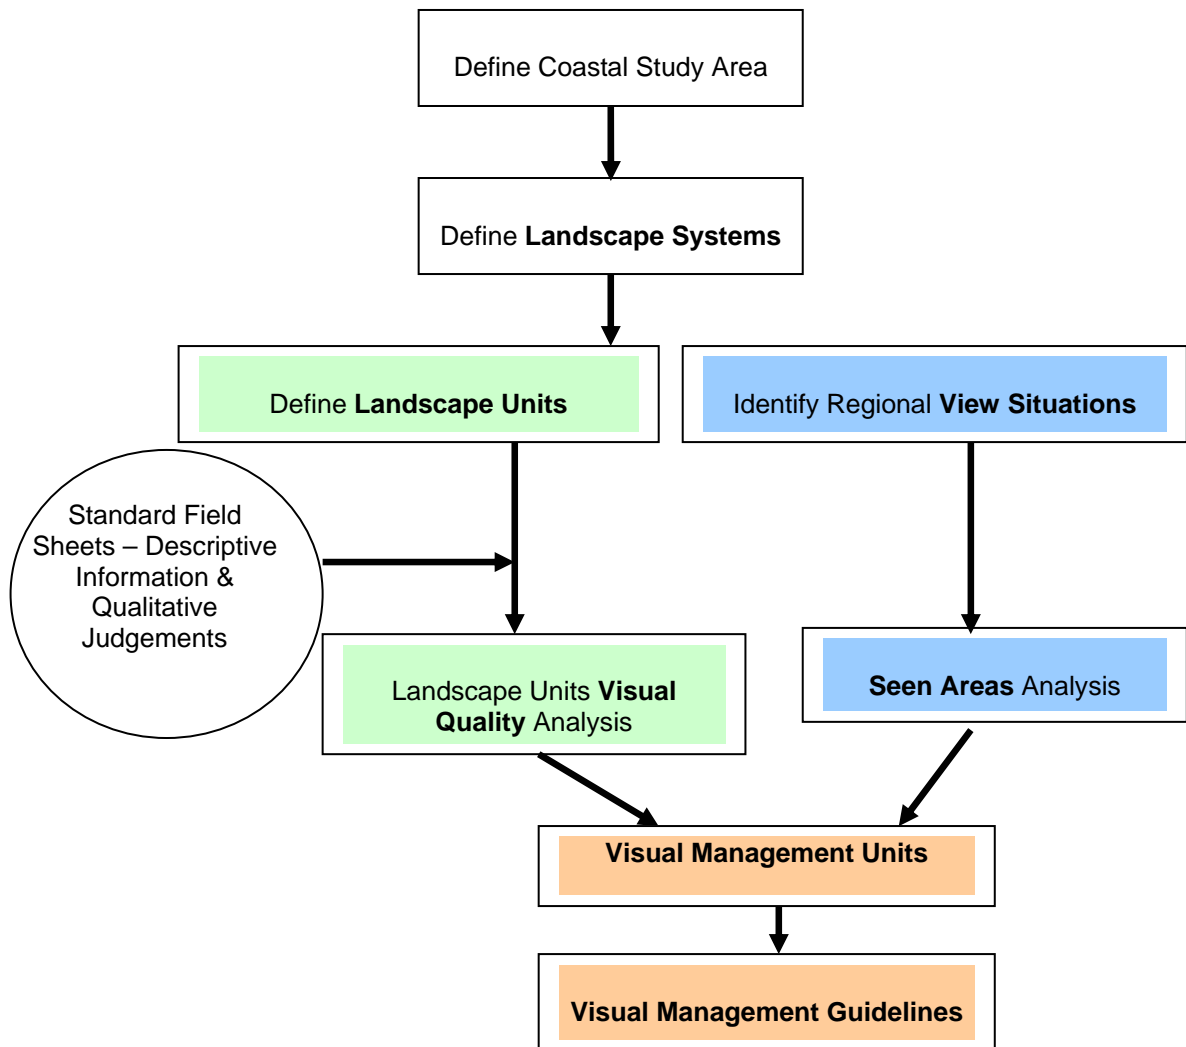 Define Coastal Study Area
Define Landscape Systems
Define Landscape Units
Identify Regional View Situations
Standard Field
Sheets – Descriptive
Information &
Qualitative
Judgements
Landscape Units Visual
Quality Analysis
Seen Areas Analysis
Visual Management Units
Visual Management Guidelines